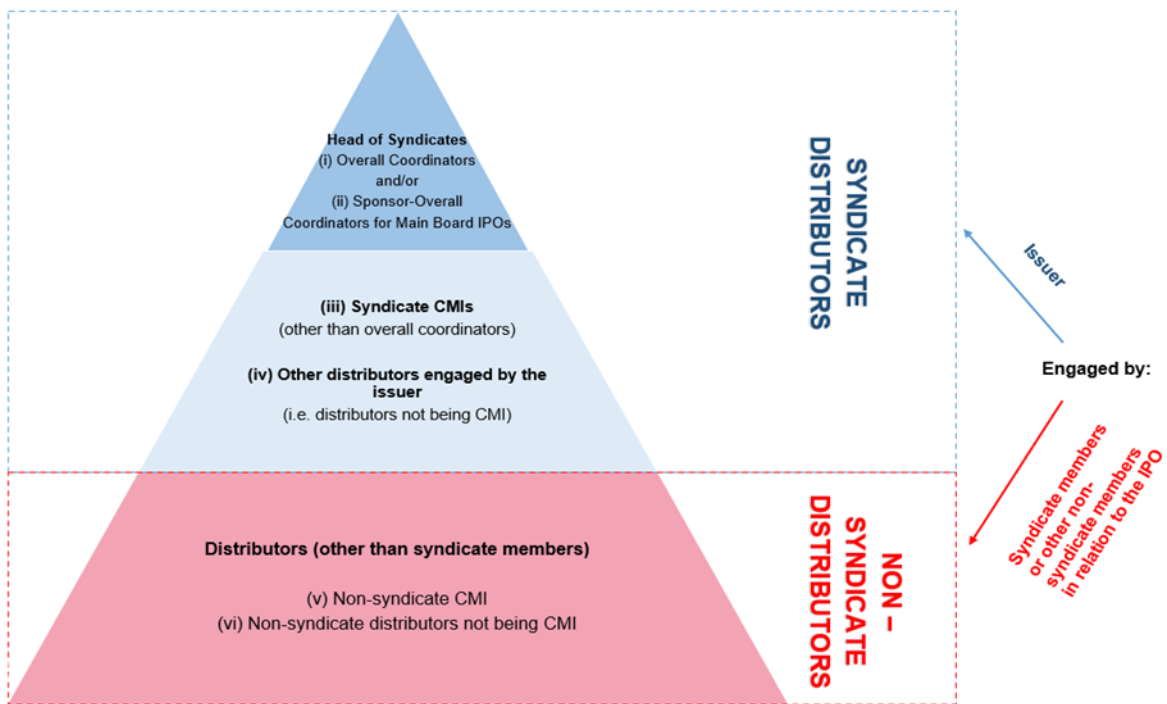 Head of Syndicates
(i) Overall Coordinators
and/or
(ii) Sponsor-Overall
Coordinators for Main Board IPOs
(iii) Syndicate CMIs
(other than overall coordinators)
(iv) Other distributors engaged by the
issuer
(i.e. distributors not being CMI)
SYNDICATE
DISTRIBUTORS
Issuer
Engaged by:
Syndicate members
or other non-
syndicate members
in relation to the IPO
Distributors (other than syndicate members)
(v) Non-syndicate CMI
(vi) Non-syndicate distributors not being CMI
NON –
SYNDICATE
DISTRIBUTORS